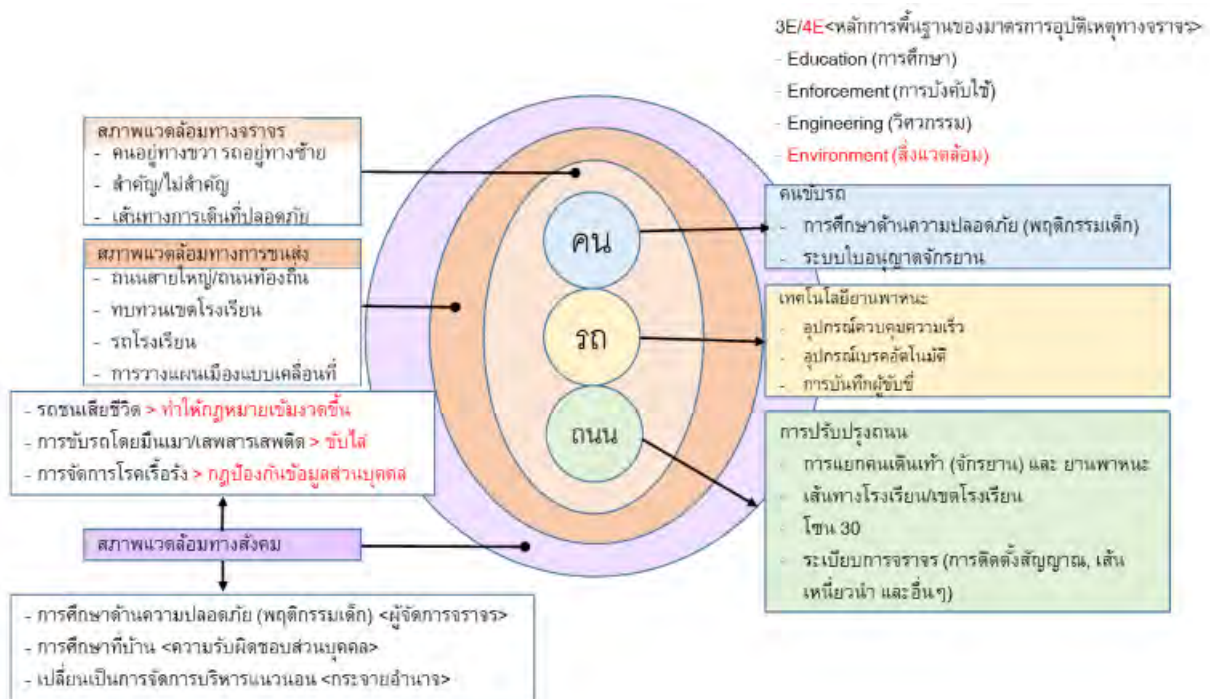 3E/4E<หลักการพื้นฐานของมาตรการอุบัติเหตุทางจราจร>
- Education (การศึกษา)
- Enforcement (การบังคับใช้)
- Engineering (วิศวกรรม)
- Environment (สิ่งแวดล้อม)
สภาพแวดล้อมทางจราจร
- คนอยู่ทางขวา รถอยู่ทางซ้าย
- สำคัญ/ไม่สำคัญ
- เส้นทางการเดินที่ปลอดภัย
สภาพแวดล้อมทางการขนส่ง
- ถนนสายใหญ่/ถนนท้องถิ่น
- ทบทวนเขตโรงเรียน
- รถโรงเรียน
- การวางแผนเมืองแบบเคลื่อนที่
- รถชนเสียชีวิต > ทำให้กฎหมายเข้มงวดขึ้น
- การขับรถโดยมึนเมา/เสพสารเสพติด > ขับไล่
- การจัดการโรคเรื้อรัง > กฎป้องกันข้อมูลส่วนบุคคล
สภาพแวดล้อมทางสังคม
- การศึกษาด้านความปลอดภัย (พฤติกรรมเด็ก) <ผู้จัดการจราจร>
- การศึกษาที่บ้าน <ความรับผิดชอบส่วนบุคคล>
- เปลี่ยนเป็นการจัดการบริหารแนวนอน <กระจายอำนาจ>
คน
รถ
ถนน
คนขับรถ
- การศึกษาด้านความปลอดภัย (พฤติกรรมเด็ก)
- ระบบใบอนุญาตจักรยาน
เทคโนโลยียานพาหนะ
- อุปกรณ์ควบคุมความเร็ว
- อุปกรณ์เบรคอัตโนมัติ
- การบันทึกผู้ขับขี่
การปรับปรุงถนน
- การแยกคนเดินเท้า (จักรยาน) และ ยานพาหนะ
- เส้นทางโรงเรียน/เขตโรงเรียน
- โซน 30
- ระเบียบการจราจร (การติดตั้งสัญญาณ, เส้น
เหนี่ยวนำ และอื่นๆ)